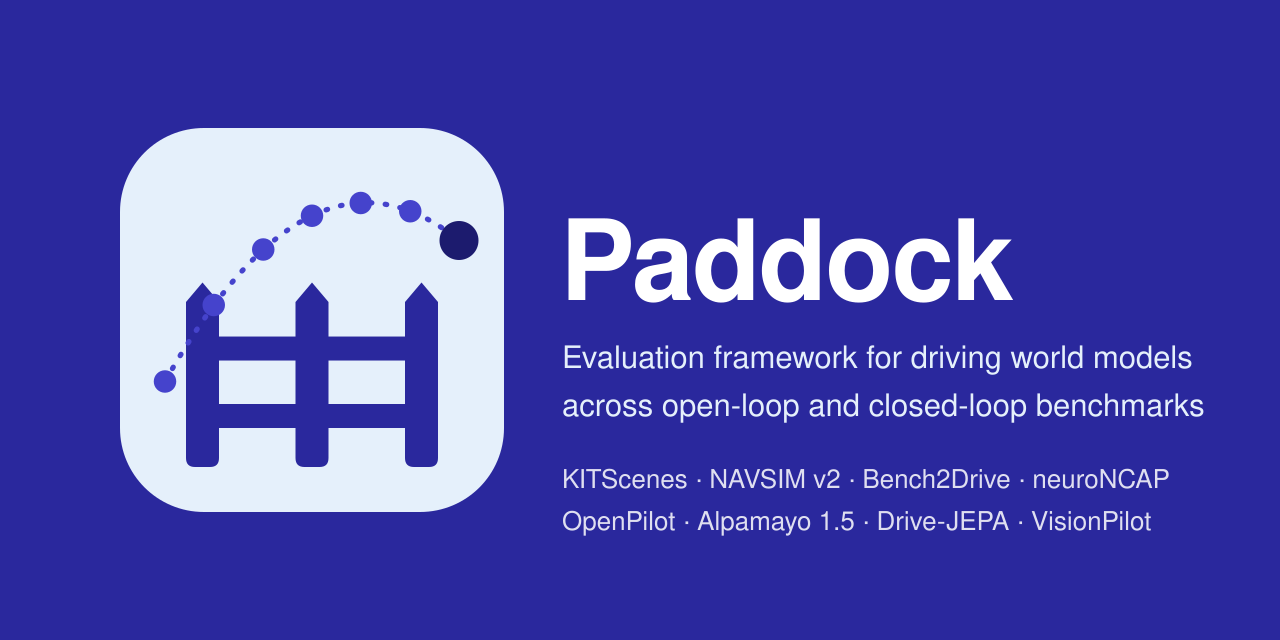 Paddock
Evaluation framework for driving world models
across open-loop and closed-loop benchmarks
KITScenes · NAVSIM v2 · Bench2Drive · neuroNCAP
OpenPilot · Alpamayo 1.5 · Drive-JEPA · VisionPilot